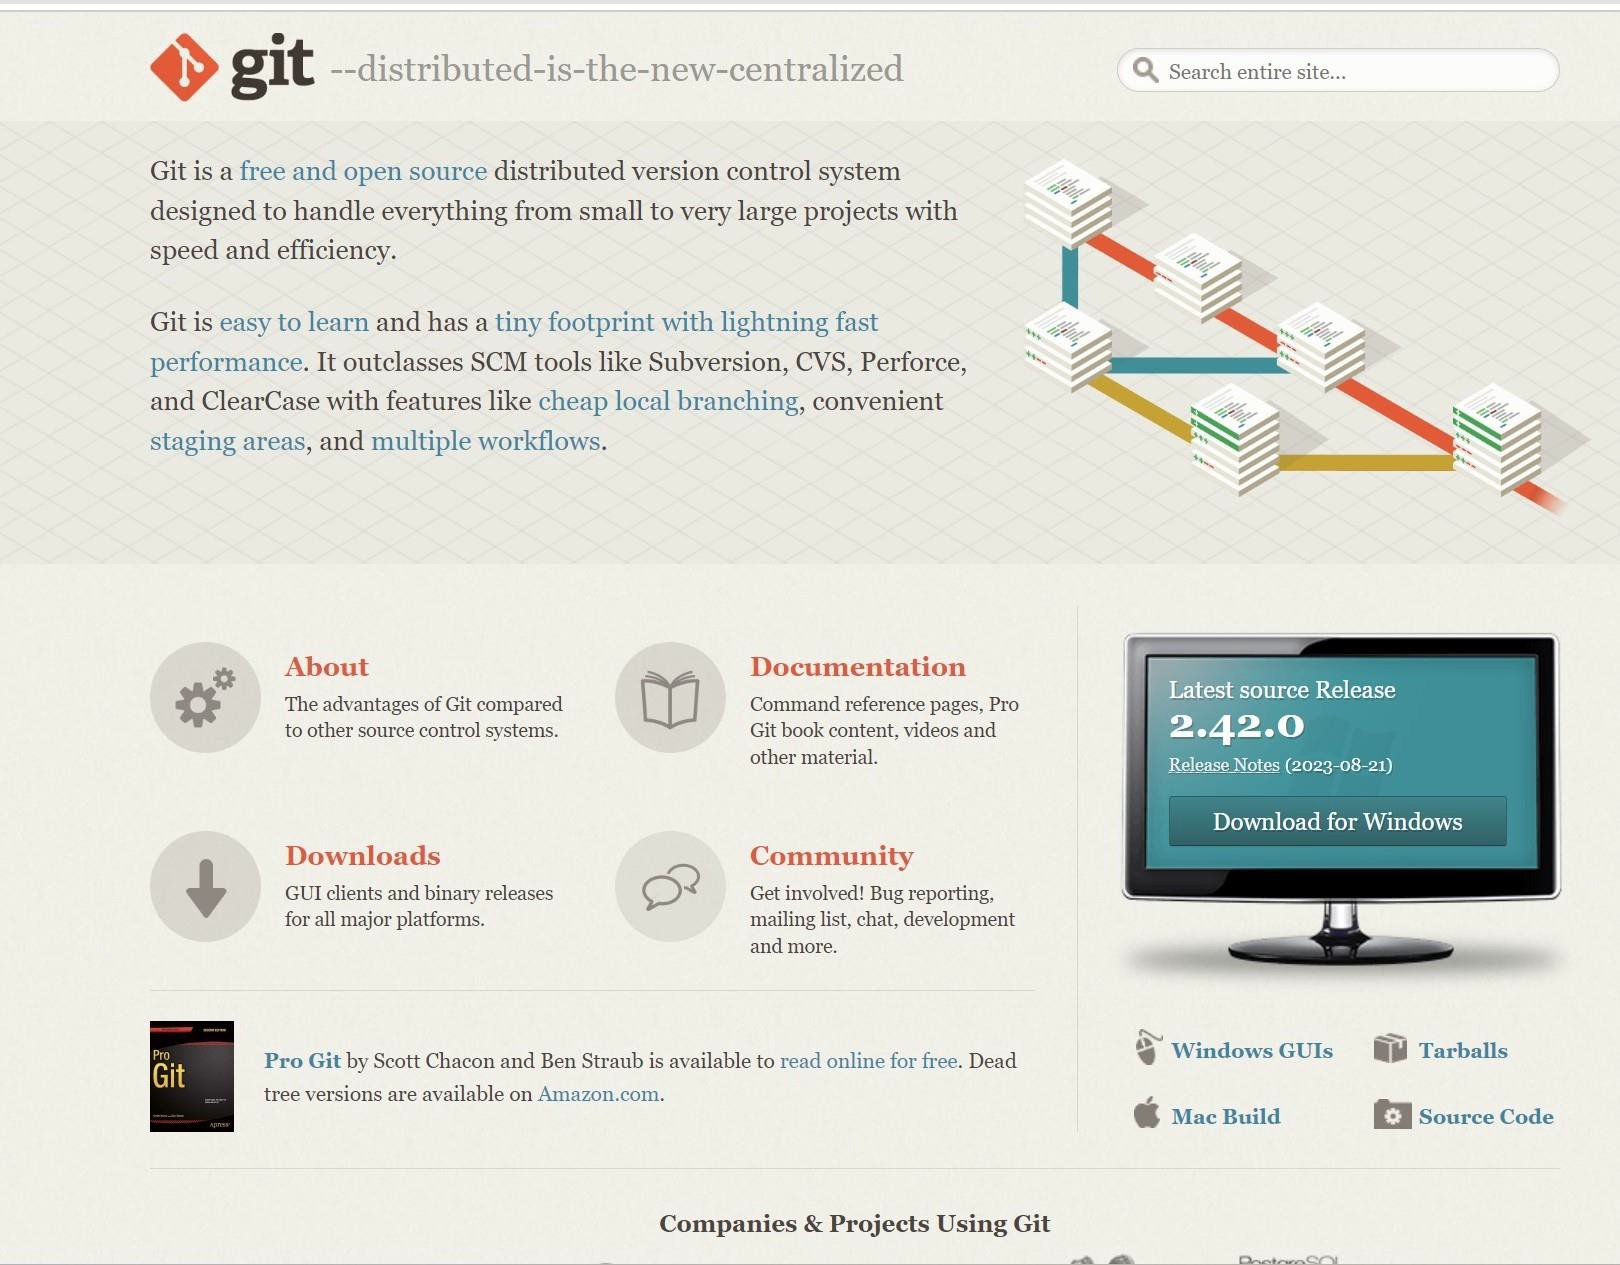 git --distributed-is-the-new-centralized
Search entire site...
Git is a free and open source distributed version control system
designed to handle everything from small to very large projects with
speed and efficiency.
Git is easy to learn and has a tiny footprint with lightning fast
performance. It outclasses SCM tools like Subversion, CVS, Perforce,
and ClearCase with features like cheap local branching, convenient
staging areas, and multiple workflows.
About
The advantages of Git compared
to other source control systems.
Documentation
Command reference pages, Pro
Git book content, videos and
other material.
Downloads
GUI clients and binary releases
for all major platforms.
Community
Get involved! Bug reporting,
mailing list, chat, development
and more.
Latest source Release
2.42.0
Release Notes (2023-08-21)
Download for Windows
Pro
Git
Apress
Pro Git by Scott Chacon and Ben Straub is available to read online for free. Dead
tree versions are available on Amazon.com.
Windows GUIs
Tarballs
Mac Build
Source Code
Companies & Projects Using Git
PostgreSQL